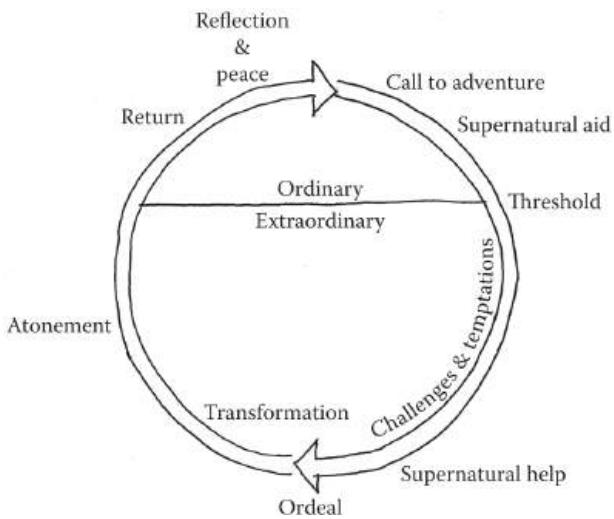 Reflection
&
peace
Call to adventure
Supernatural aid
Return
Ordinary
Extraordinary
Threshold
Challenges & temptations
Atonement
Transformation
Supernatural help
Ordeal